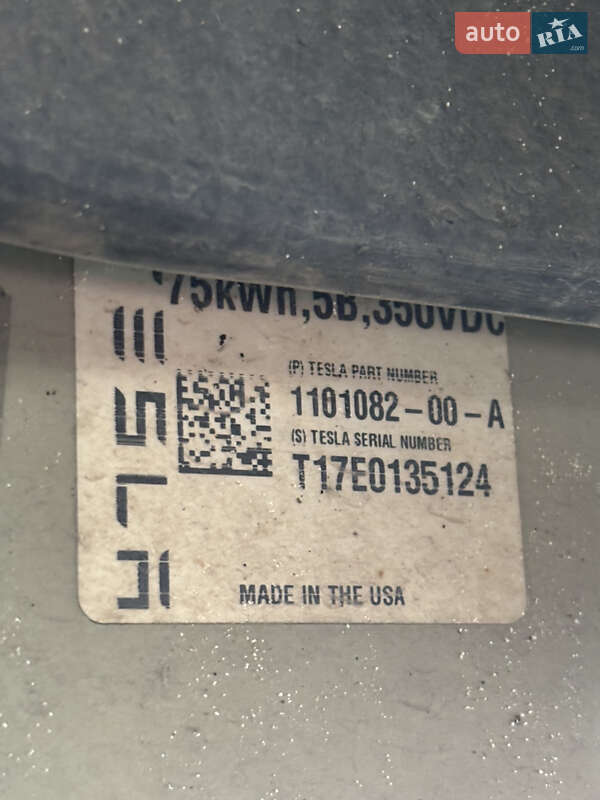 auto RIA .com
75kWh,5B,350VDC
(P) TESLA PART NUMBER
1101082-00-A
(S) TESLA SERIAL NUMBER
T17E0135124
MADE IN THE USA
TESLA